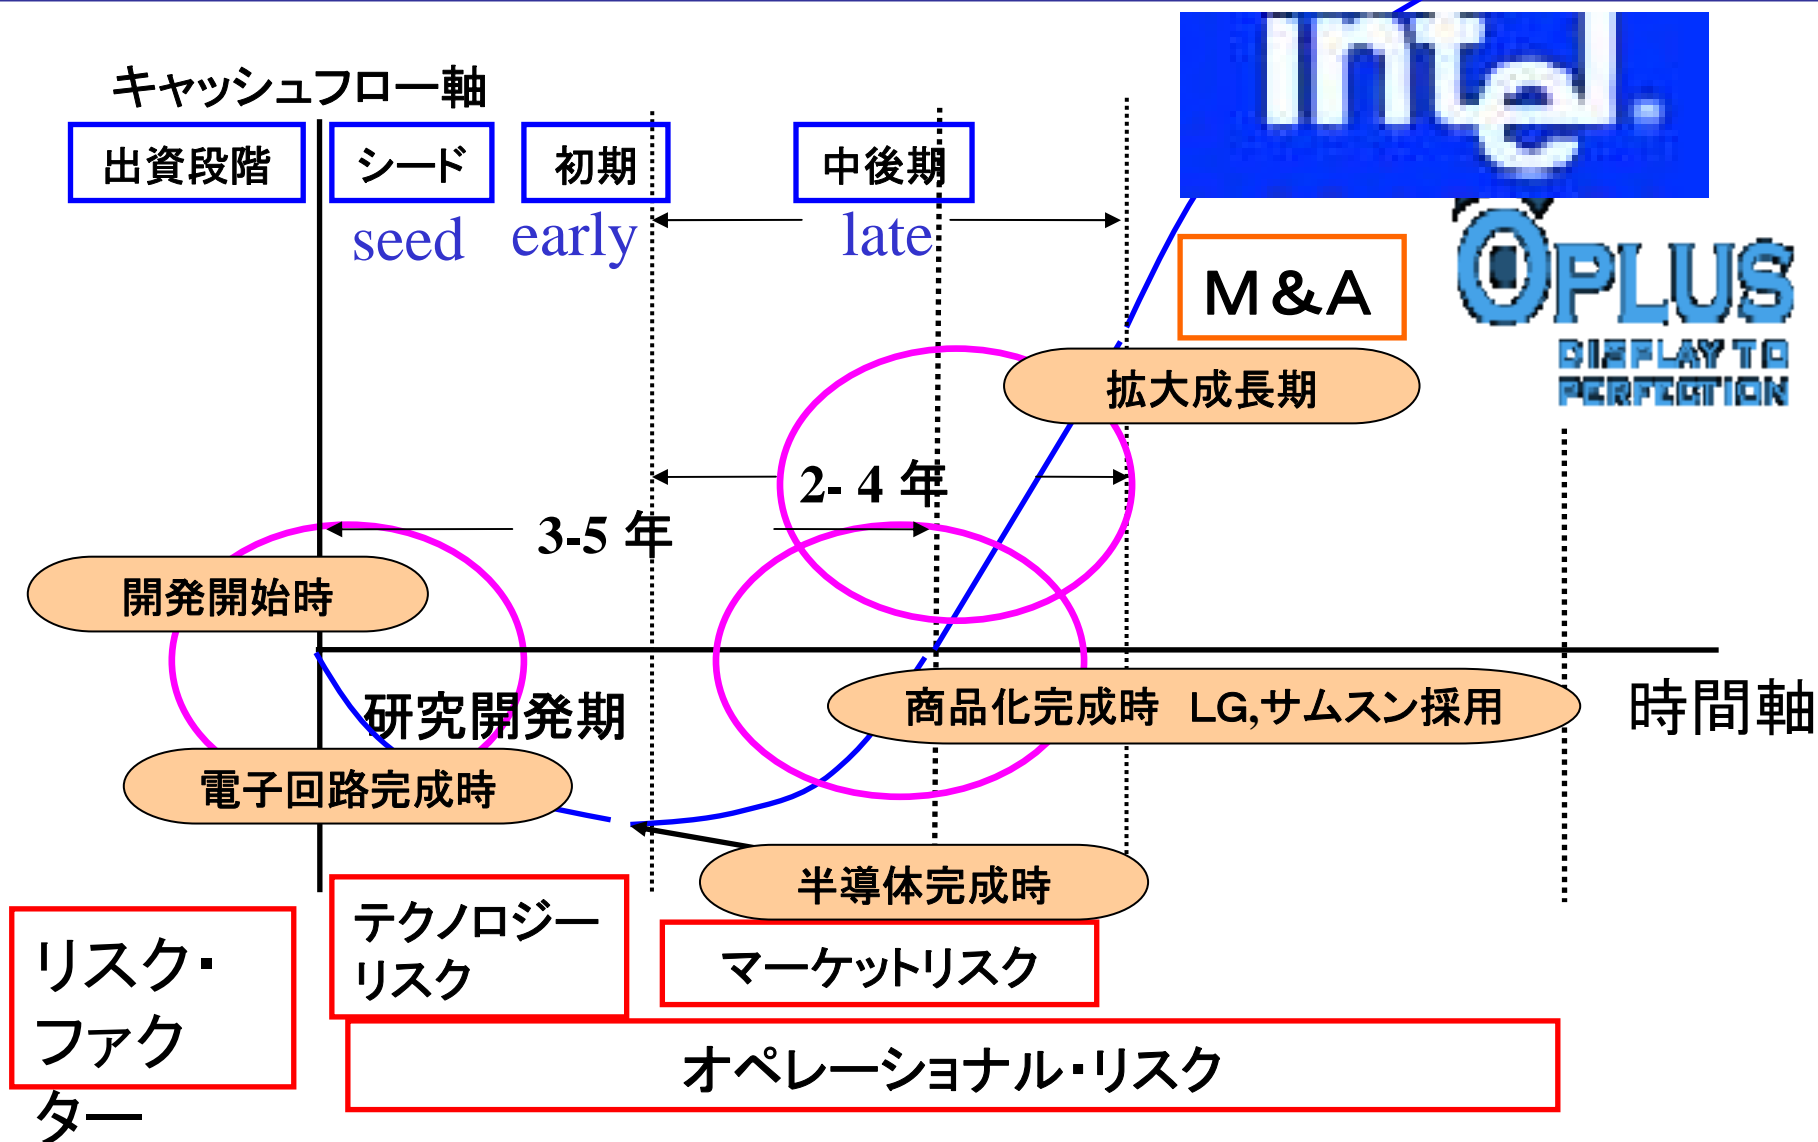 intel.
キャッシュフロー軸
出資段階
シード
初期
中後期
seed
early
late
M&A
OPLUS
DISPLAY TO
PERFECTION
拡大成長期
2- 4 年
3-5 年
開発開始時
研究開発期
商品化完成時 LG,サムスン採用
時間軸
電子回路完成時
半導体完成時
リスク・
ファク
ター
テクノロジー
リスク
マーケットリスク
オペレーショナル・リスク